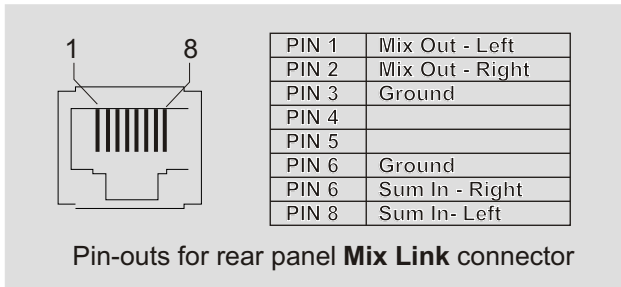 1 8
PIN 1 Mix Out - Left
PIN 2 Mix Out - Right
PIN 3 Ground
PIN 4
PIN 5
PIN 6 Ground
PIN 6 Sum In - Right
PIN 8 Sum In- Left
Pin-outs for rear panel Mix Link connector